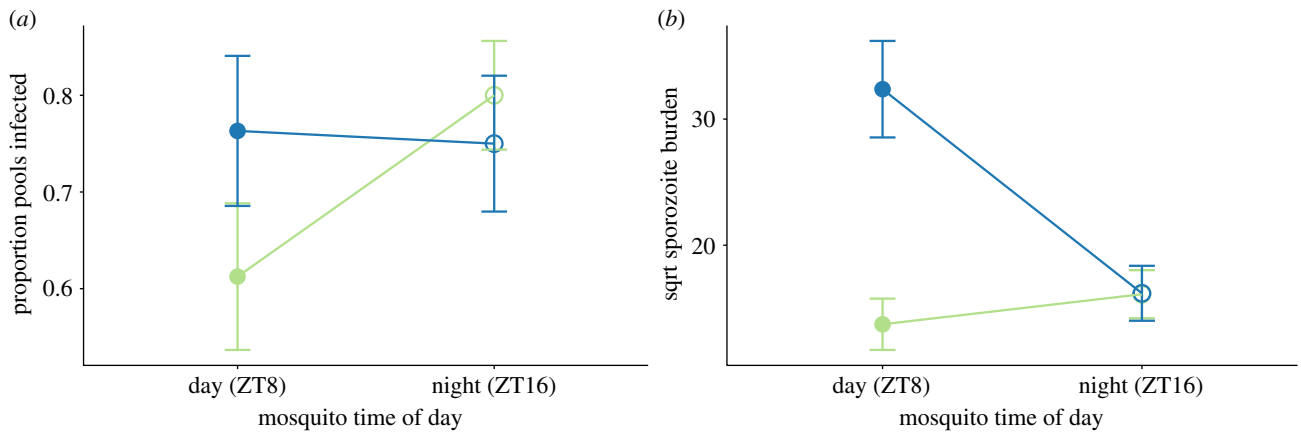 (a)
proportion pools infected
0.8
0.7
0.6
day (ZT8)
night (ZT16)
mosquito time of day
(b)
sqrt sporozoite burden
30
20
day (ZT8)
night (ZT16)
mosquito time of day